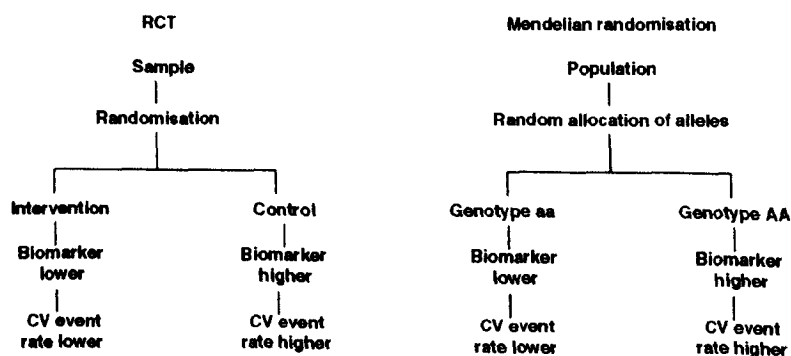 RCT
Sample
Randomisation
Intervention
Control
Biomarker
lower
Biomarker
higher
CV event
rate lower
CV event
rate higher
Mendelian randomisation
Population
Random allocation of alleles
Genotype aa
Genotype AA
Biomarker
lower
Biomarker
higher
CV event
rate lower
CV event
rate higher